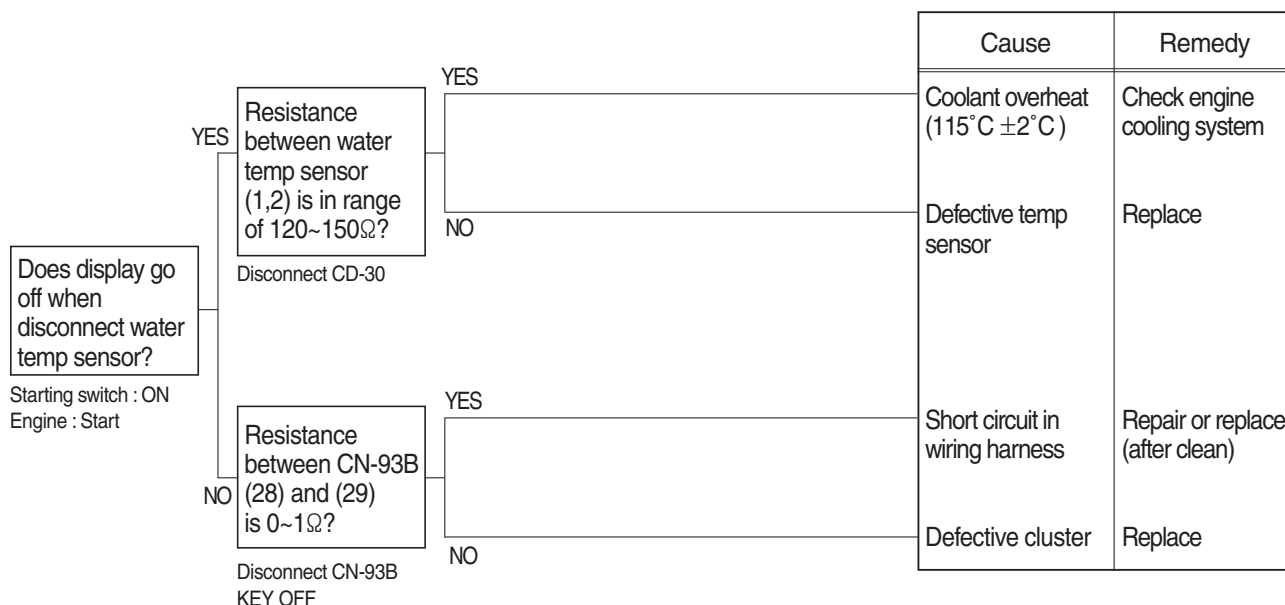 Cause
Remedy
YES
Coolant overheat
(115˚C ±2˚C )
Check engine
cooling system
YES
Resistance
between water
temp sensor
(1,2) is in range
of 120~150Ω?
Disconnect CD-30
NO
Defective temp
sensor
Replace
Does display go
off when
disconnect water
temp sensor?
Starting switch : ON
Engine : Start
YES
Short circuit in
wiring harness
Repair or replace
(after clean)
NO
Resistance
between CN-93B
(28) and (29)
is 0~1Ω?
Disconnect CN-93B
KEY OFF
NO
Defective cluster
Replace